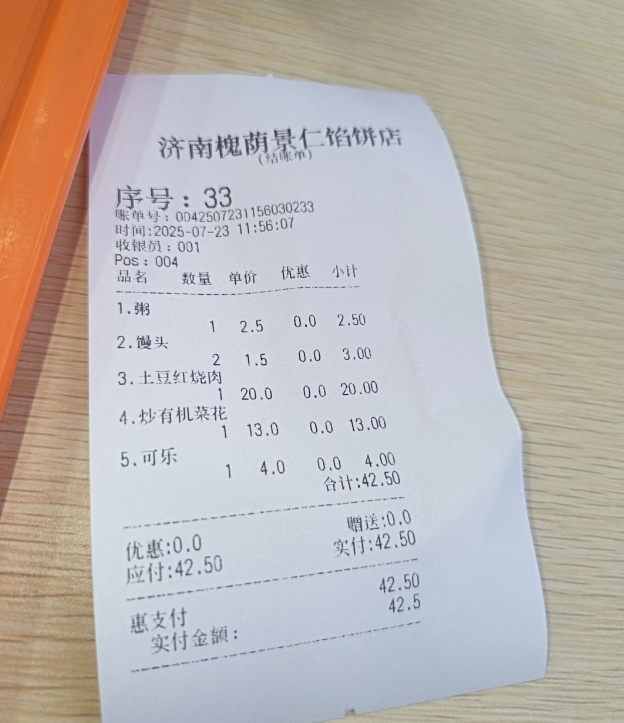 济南槐荫景仁馅饼店
(结账单)
序号：33
账单号：0042507231156030233
时间:2025-07-23 11:56:07
收银员：001
Pos：004
品名 数量 单价 优惠 小计
1.粥
1 2.5 0.0 2.50
2.馒头
2 1.5 0.0 3.00
3.土豆红烧肉
1 20.0 0.0 20.00
4.炒有机菜花
1 13.0 0.0 13.00
5.可乐
1 4.0 0.0 4.00
合计:42.50
优惠:0.0 赠送:0.0
应付:42.50 实付:42.50
惠支付 42.50
实付金额： 42.5